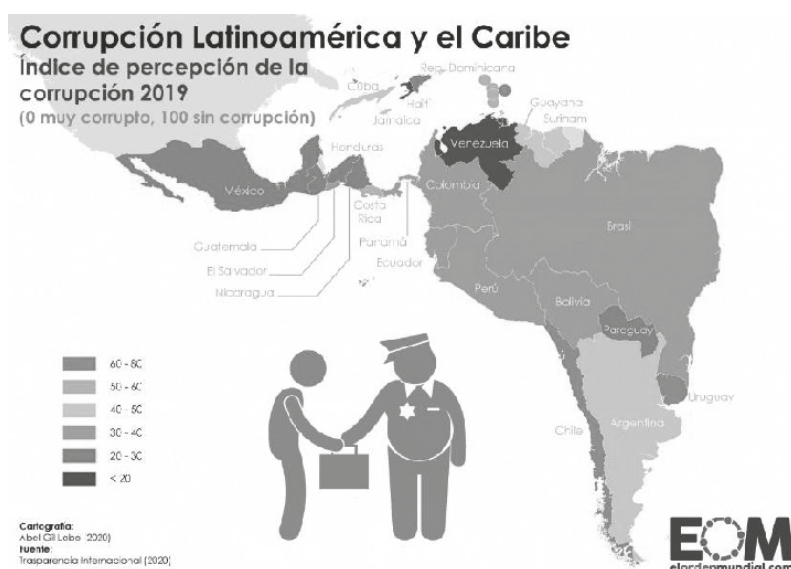 Corrupción Latinoamérica y el Caribe
Índice de percepción de la
corrupción 2019
(0 muy corrupto, 100 sin corrupción)
Rep. Dominicana
Cuba
Haití
Jamaica
Guayana
Surinam
Honduras
Venezuela
México
Colombia
Costa
Rica
Brasil
Guatemala
Panamá
El Salvador
Ecuador
Nicaragua
Perú
Bolivia
Paraguay
60 - 80
50 - 60
40 - 50
30 - 40
20 - 30
< 20
Uruguay
Chile
Argentina
Cartografía:
Abel Gil Lobo (2020)
Fuente:
Trasparencia Internacional (2020)
EOM
elordenmundial.com